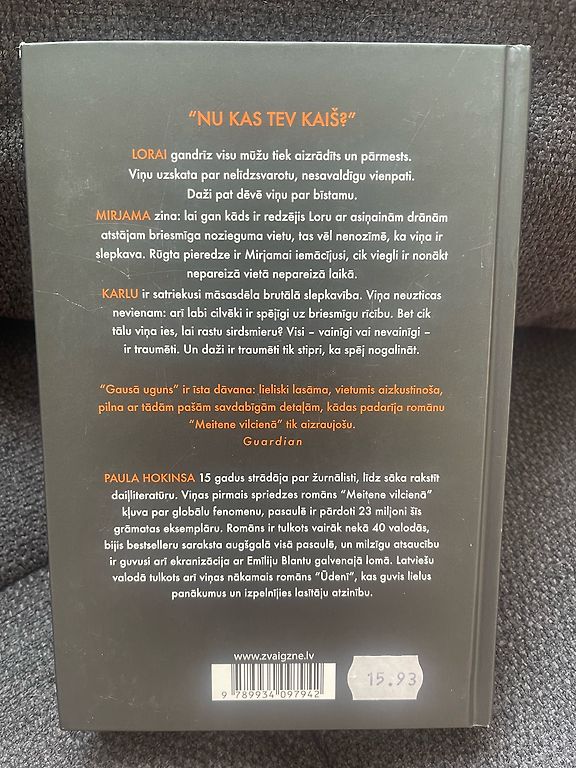 "NU KAS TEV KAIŠ?"
LORAI gandrīz visu mūžu tiek aizrādīts un pārmests.
Viņu uzskata par nelīdzsvarotu, nesavaldīgu vienpati.
Daži pat dēvē viņu par bīstamu.
MIRJAMA zina: lai gan kāds ir redzējis Loru ar asiņainām drānām
atstājam briesmīga nozieguma vietu, tas vēl nenozīmē, ka viņa ir
slepkava. Rūgta pieredze ir Mirjamai iemācījusi, cik viegli ir nonākt
nepareizā vietā nepareizā laikā.
KARLU ir satriekusi māsasdēla brutālā slepkavība. Viņa neuzticas
nevienam: arī labi cilvēki ir spējīgi uz briesmīgu rīcību. Bet cik
tālu viņa ies, lai rastu sirdsmieru? Visi – vainīgi vai nevainīgi –
ir traumēti. Un daži ir traumēti tik stipri, ka spēj nogalināt.
"Gausā uguns" ir īsta dāvana: lieliski lasāma, vietumis aizkustinoša,
pilna ar tādām pašām savdabīgām detaļām, kādas padarīja romānu
"Meitene vilcienā" tik aizraujošu.
Guardian
PAULA HOKINSA 15 gadus strādāja par žurnālisti, līdz sāka rakstīt
daiļliteratūru. Viņas pirmais spriedzes romāns "Meitene vilcienā"
kļuva par globālu fenomenu, pasaulē ir pārdoti 23 miljoni šīs
grāmatas eksemplāru. Romāns ir tulkots vairāk nekā 40 valodās,
bijis bestselleru saraksta augšgalā visā pasaulē, un milzīgu atsaucību
ir guvusi arī ekranizācija ar Emīliju Blantu galvenajā lomā. Latviešu
valodā tulkots arī viņas nākamais romāns "Ūdenī", kas guvis lielus
panākumus un izpelnījies lasītāju atzinību.
www.zvaigzne.lv
9 789934 097942
15.93